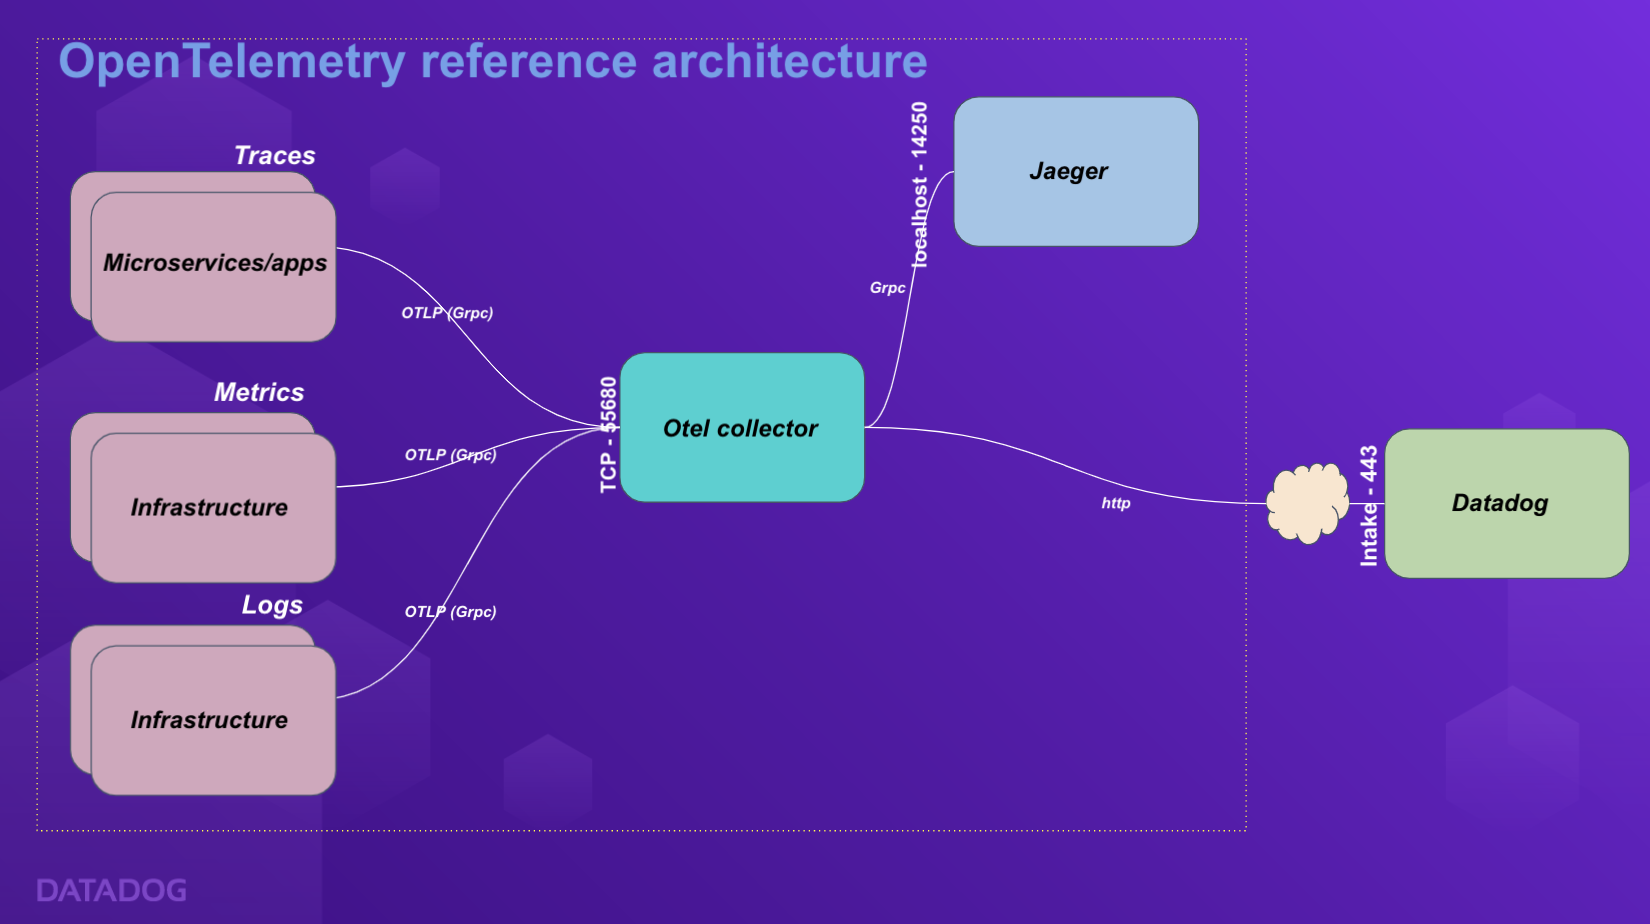 OpenTelemetry reference architecture
Traces
Microservices/apps
OTLP (Grpc)
Metrics
Infrastructure
OTLP (Grpc)
Logs
Infrastructure
OTLP (Grpc)
TCP - 55680
Otel collector
localhost - 14250
Grpc
Jaeger
http
Intake - 443
Datadog
DATADOG